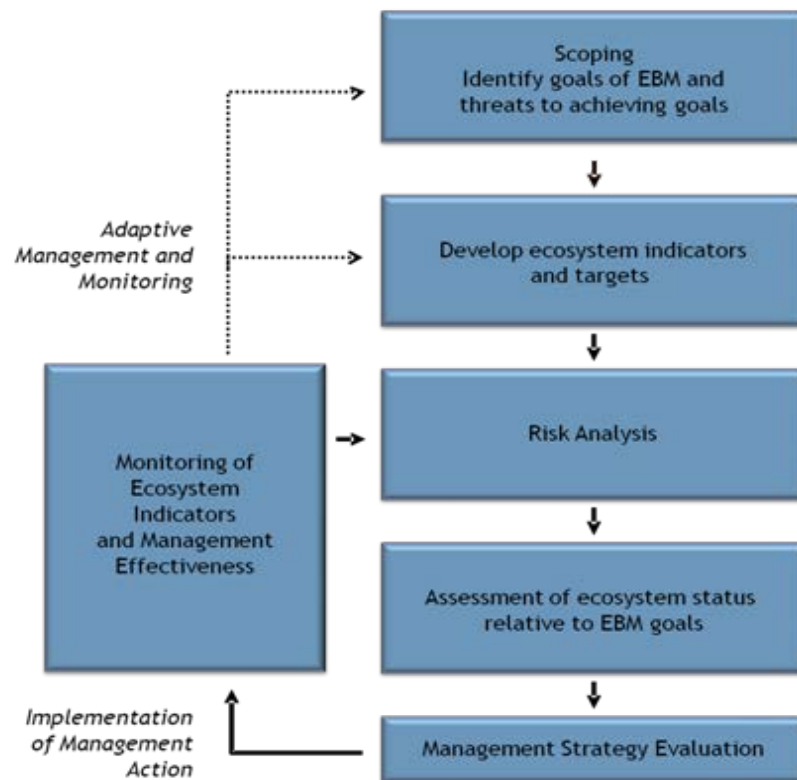 Scoping
Identify goals of EBM and
threats to achieving goals
Adaptive
Management and
Monitoring
Develop ecosystem indicators
and targets
Risk Analysis
Monitoring of
Ecosystem
Indicators
and Management
Effectiveness
Assessment of ecosystem status
relative to EBM goals
Implementation
of Management
Action
Management Strategy Evaluation